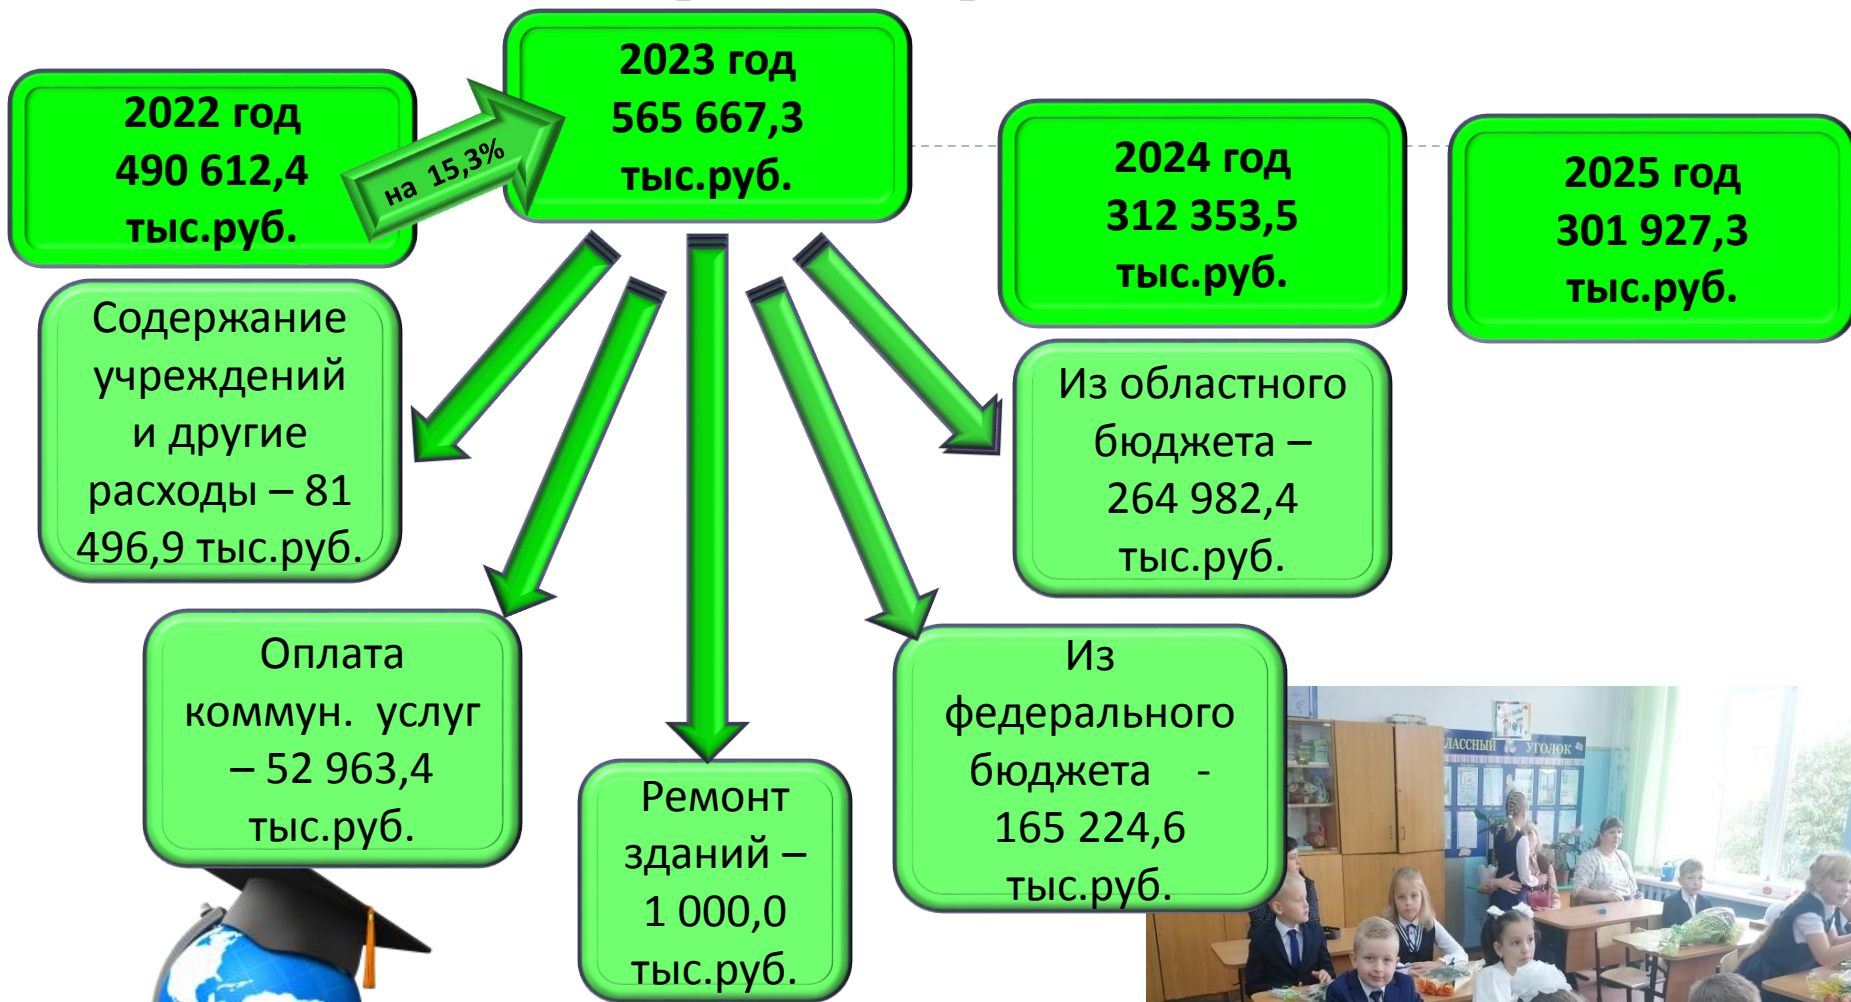 2022 год
490 612,4
тыс.руб.
на 15,3%
2023 год
565 667,3
тыс.руб.
2024 год
312 353,5
тыс.руб.
2025 год
301 927,3
тыс.руб.
Содержание
учреждений
и другие
расходы – 81
496,9 тыс.руб.
Оплата
коммун. услуг
– 52 963,4
тыс.руб.
Ремонт
зданий –
1 000,0
тыс.руб.
Из
федерального
бюджета -
165 224,6
тыс.руб.
Из областного
бюджета –
264 982,4
тыс.руб.
ЛАССНЫЙ УГОЛОК